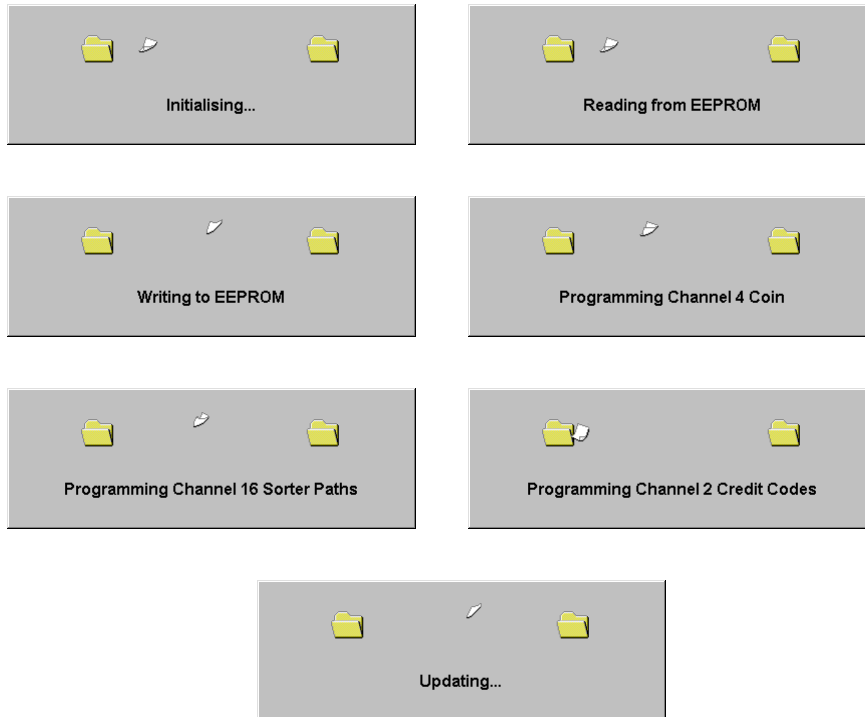 Initialising...
Reading from EEPROM
Writing to EEPROM
Programming Channel 4 Coin
Programming Channel 16 Sorter Paths
Programming Channel 2 Credit Codes
Updating...